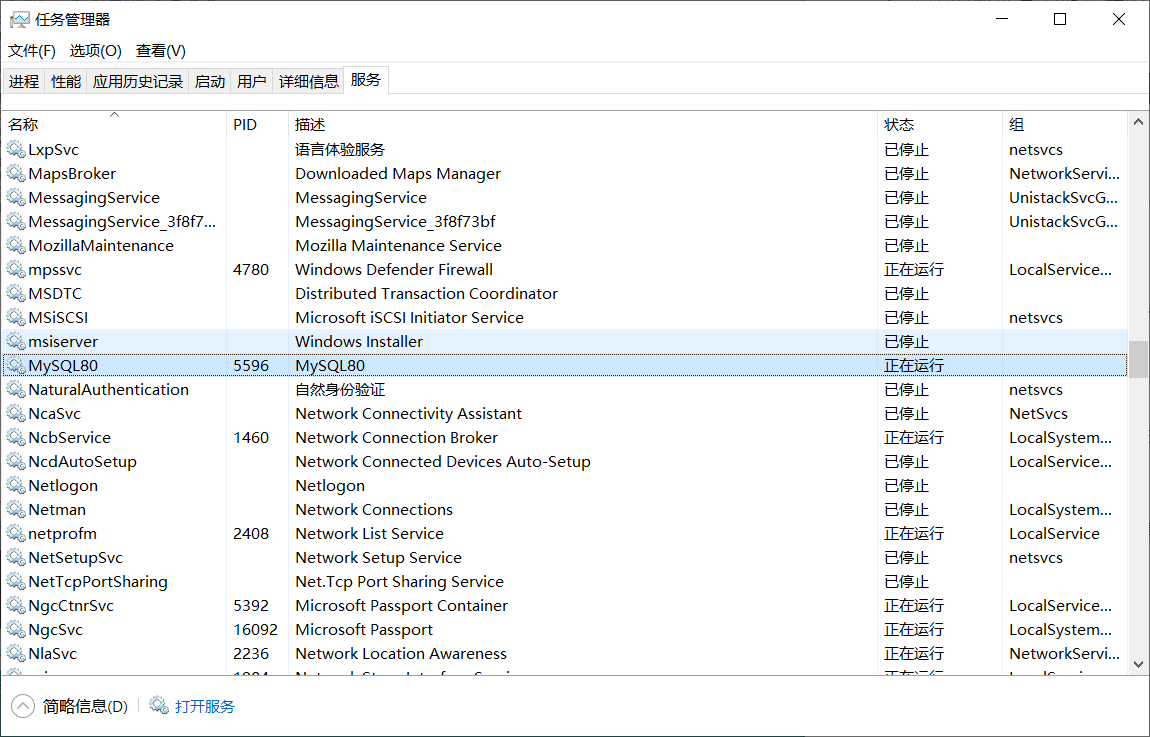 任务管理器
文件(F) 选项(O) 查看(V)
进程 性能 应用历史记录 启动 用户 详细信息 服务
名称 PID 描述 状态 组
LxpSvc 语言体验服务 已停止 netsvcs
MapsBroker Downloaded Maps Manager 已停止 NetworkServi...
MessagingService MessagingService 已停止 UnistackSvcG...
MessagingService_3f8f7... MessagingService_3f8f73bf 已停止 UnistackSvcG...
MozillaMaintenance Mozilla Maintenance Service 已停止
mpssvc 4780 Windows Defender Firewall 正在运行 LocalService...
MSDTC Distributed Transaction Coordinator 已停止
MSiSCSI Microsoft iSCSI Initiator Service 已停止 netsvcs
msiserver Windows Installer 已停止
MySQL80 5596 MySQL80 正在运行
NaturalAuthentication 自然身份验证 已停止 netsvcs
NcaSvc Network Connectivity Assistant 已停止 NetSvcs
NcbService 1460 Network Connection Broker 正在运行 LocalSystem...
NcdAutoSetup Network Connected Devices Auto-Setup 已停止 LocalService...
Netlogon Netlogon 已停止
Netman Network Connections 已停止 LocalSystem...
netprofm 2408 Network List Service 正在运行 LocalService
NetSetupSvc Network Setup Service 已停止 netsvcs
NetTcpPortSharing Net.Tcp Port Sharing Service 已停止
NgcCtnrSvc 5392 Microsoft Passport Container 正在运行 LocalService...
NgcSvc 16092 Microsoft Passport 正在运行 LocalSystem...
NlaSvc 2236 Network Location Awareness 正在运行 NetworkServi...
简略信息(D) 打开服务